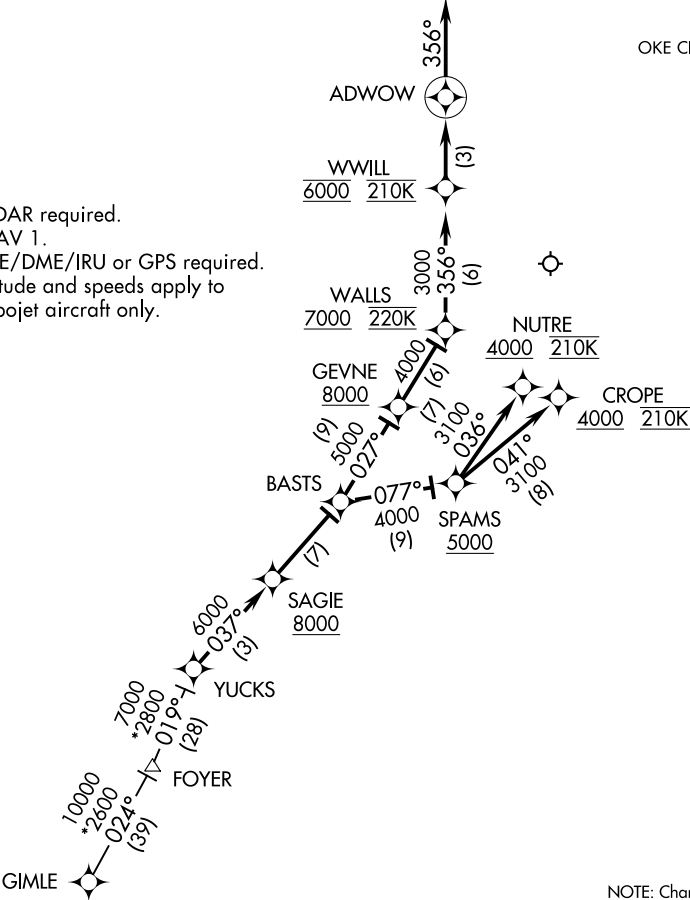 356°
OKE
ADWOW
(3)
WWILL
6000 210K
DAR required.
AV 1.
E/DME/IRU or GPS required.
tude and speeds apply to
bojet aircraft only.
3000
356°
(6)
WALLS
7000 220K
NUTRE
4000 210K
GEVNE
8000
4000
(6)
CROPE
4000 210K
(9)
5000
027°
(7)
3100
036°
041°
3100
(8)
BASTS
077°
4000
(9)
SPAMS
5000
(7)
SAGIE
8000
6000
037°
(3)
YUCKS
7000
*2800
019°
(28)
FOYER
10000
*2600
024°
(39)
GIMLE
NOTE: